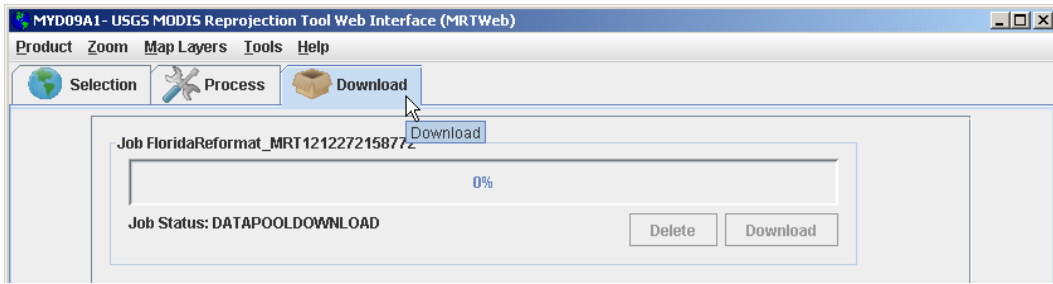 MYD09A1- USGS MODIS Reprojection Tool Web Interface (MRTWeb)
Product Zoom Map Layers Tools Help
Selection Process Download
Download
Job FloridaReformat_MRT1212272158772
0%
Job Status: DATAPOOLDOWNLOAD
Delete Download